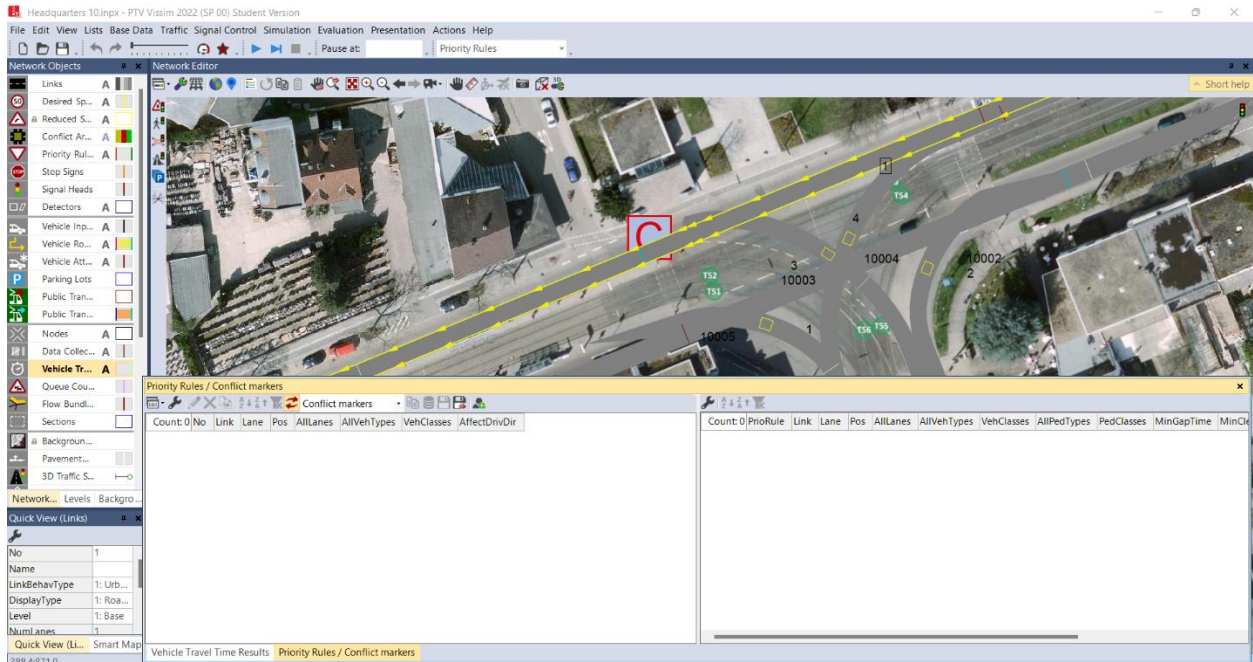 Headquarters 10.inpx - PTV Vissim 2022 (SP 00) Student Version
File Edit View Lists Base Data Traffic Signal Control Simulation Evaluation Presentation Actions Help
Pause at: Priority Rules
Network Objects
Network Editor
Short help
Links A
50 Desired Sp... A
Reduced S... A
Conflict Ar... A
Priority Rul... A
STOP Stop Signs
Signal Heads
Detectors A
Vehicle Inp... A
Vehicle Ro... A
Vehicle Att... A
P Parking Lots
Public Tran...
Public Tran...
Nodes A
Data Collec... A
Vehicle Tr... A
Queue Cou...
Flow Bundl...
Sections
Backgroun...
Pavement...
3D Traffic S...
Network... Levels Backgro...
1
TS4
C
4
10004
10002
2
3
10003
TS2
TS1
1
TS6 TS5
10005
Quick View (Links)
No 1
Name
LinkBehavType 1: Urb...
DisplayType 1: Roa...
Level 1: Base
NumLanes 1
Quick View (Li... Smart Map
Priority Rules / Conflict markers
Conflict markers
Count: 0 No Link Lane Pos AllLanes AllVehTypes VehClasses AffectDrivDir
Count: 0 PrioRule Link Lane Pos AllLanes AllVehTypes VehClasses AllPedTypes PedClasses MinGapTime MinCle
Vehicle Travel Time Results Priority Rules / Conflict markers